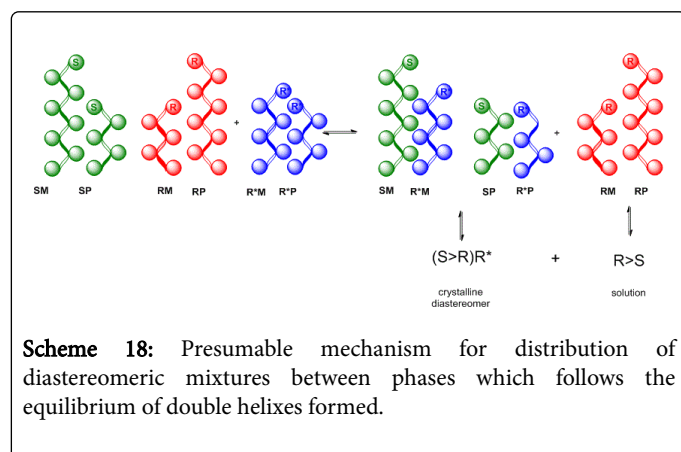 S R R* S R* R
S R R* S R* R
+ +
SM SP RM RP R*M R*P SM R*M SP R*P RM RP
(S>R)R* + R>S
crystalline solution
diastereomer
Scheme 18: Presumable mechanism for distribution of
diastereomeric mixtures between phases which follows the
equilibrium of double helixes formed.